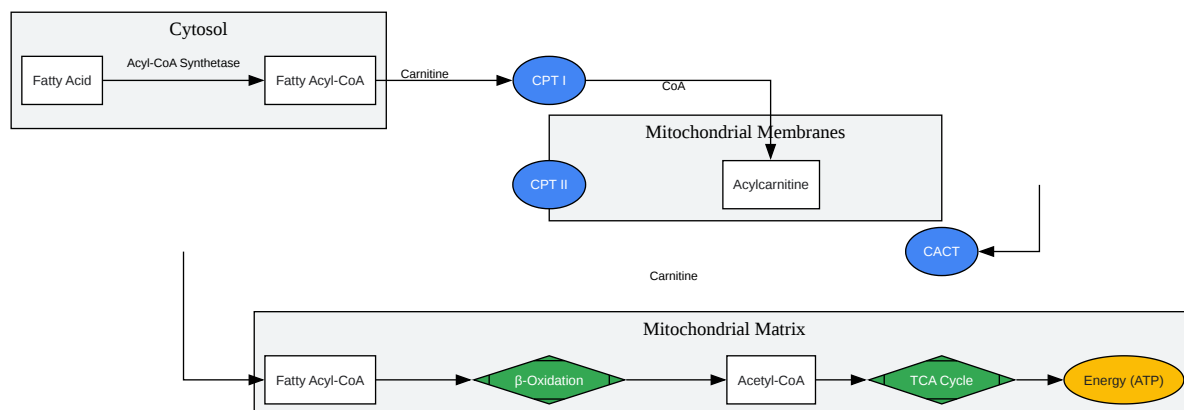 Cytosol
Fatty Acid
Acyl-CoA Synthetase
Fatty Acyl-CoA
Carnitine
CPT I
CoA
Mitochondrial Membranes
CPT II
Acylcarnitine
CACT
Carnitine
Mitochondrial Matrix
Fatty Acyl-CoA
β-Oxidation
Acetyl-CoA
TCA Cycle
Energy (ATP)